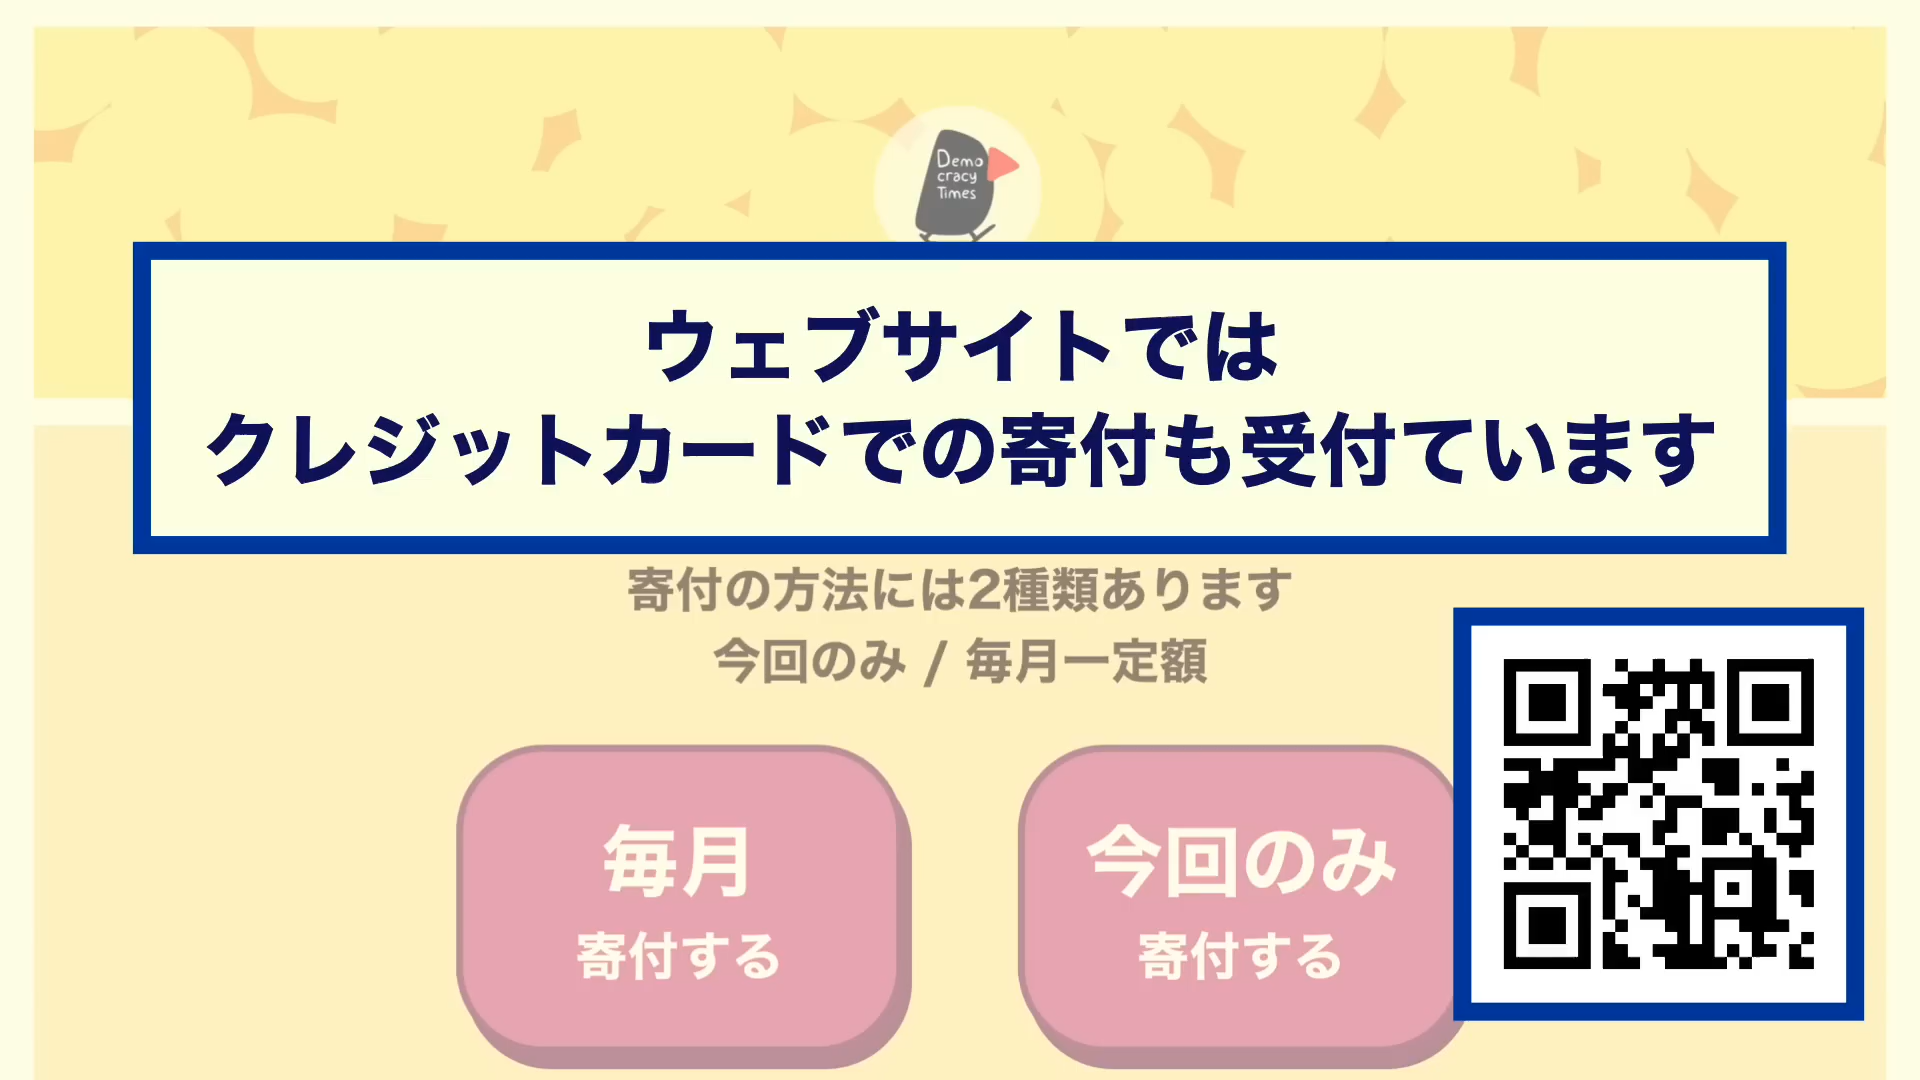 Demo
cracy
Times
ウェブサイトでは
クレジットカードでの寄付も受付ています
寄付の方法には2種類あります
今回のみ / 毎月一定額
毎月
寄付する
今回のみ
寄付する